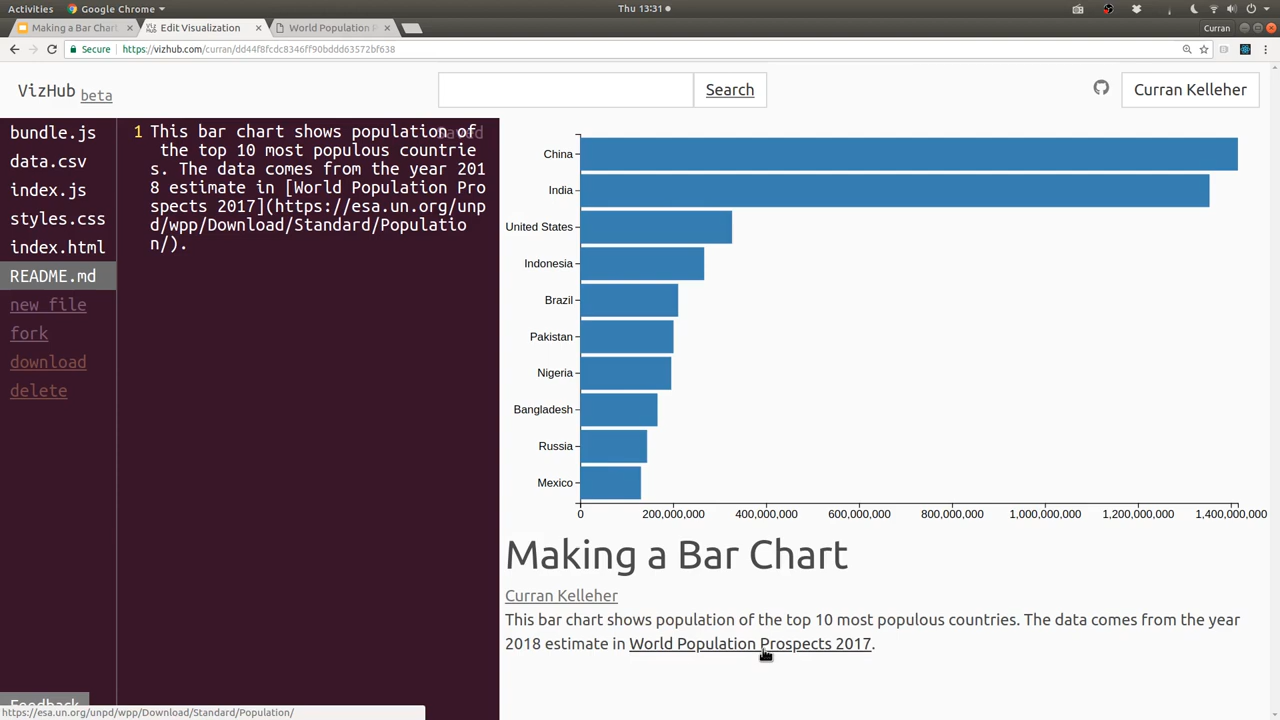 Activities Google Chrome Thu 13:31
Making a Bar Chart Edit Visualization World Population P Curran
Secure https://vizhub.com/curran/dd44f8fcdc8346ff90bddd63572bf638
VizHub beta Search Curran Kelleher
bundle.js
data.csv
index.js
styles.css
index.html
README.md
new file
fork
download
delete
Feedback
1 This bar chart shows population of
the top 10 most populous countrie
s. The data comes from the year 201
8 estimate in [World Population Pro
spects 2017](https://esa.un.org/unp
d/wpp/Download/Standard/Populatio
n/).
Saved
China
India
United States
Indonesia
Brazil
Pakistan
Nigeria
Bangladesh
Russia
Mexico
0 200,000,000 400,000,000 600,000,000 800,000,000 1,000,000,000 1,200,000,000 1,400,000,000
Making a Bar Chart
Curran Kelleher
This bar chart shows population of the top 10 most populous countries. The data comes from the year
2018 estimate in World Population Prospects 2017.
https://esa.un.org/unpd/wpp/Download/Standard/Population/